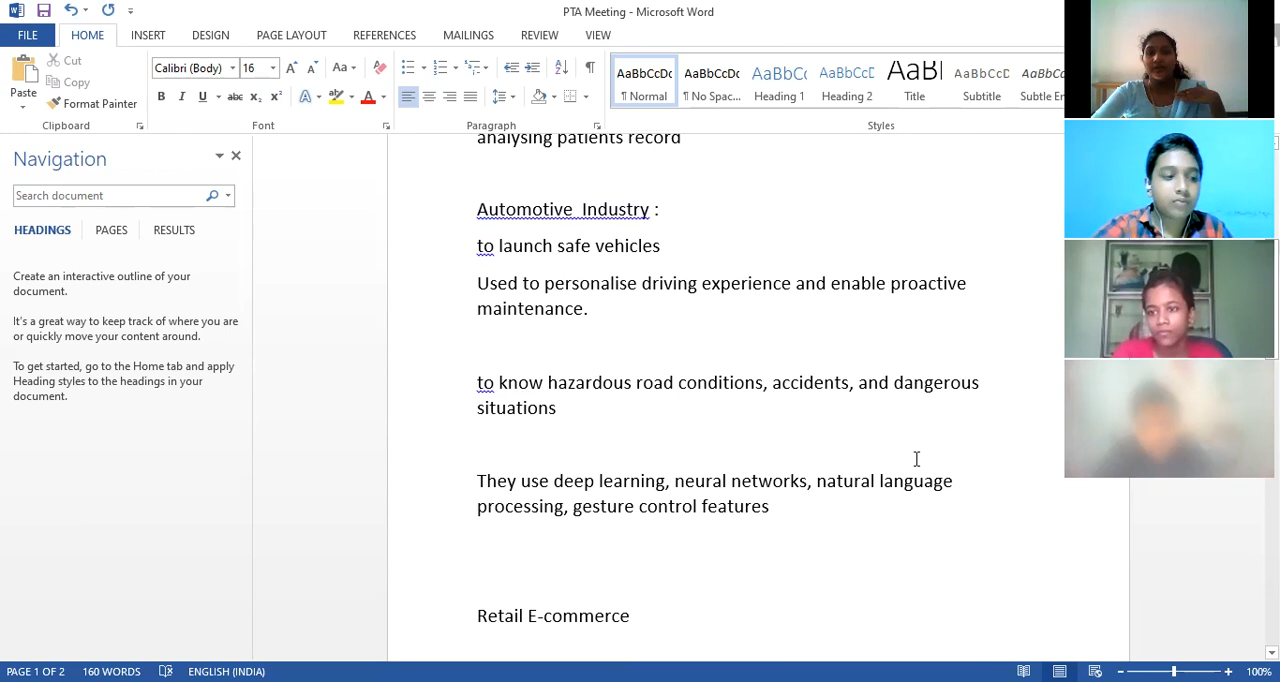 PTA Meeting - Microsoft Word
FILE HOME INSERT DESIGN PAGE LAYOUT REFERENCES MAILINGS REVIEW VIEW
Paste
Cut
Copy
Format Painter
Clipboard
Calibri (Body) 16
Font
Paragraph
AaBbCcDc AaBbCcDc AaBbCc AaBbCcC AaBl AaBbCcD AaBbCcD
¶ Normal ¶ No Spac... Heading 1 Heading 2 Title Subtitle Subtle Em
Styles
Navigation
Search document
HEADINGS PAGES RESULTS
Create an interactive outline of your
document.
It's a great way to keep track of where you are
or quickly move your content around.
To get started, go to the Home tab and apply
Heading styles to the headings in your
document.
analysing patients record
Automotive Industry :
to launch safe vehicles
Used to personalise driving experience and enable proactive
maintenance.
to know hazardous road conditions, accidents, and dangerous
situations
They use deep learning, neural networks, natural language
processing, gesture control features
Retail E-commerce
PAGE 1 OF 2 160 WORDS ENGLISH (INDIA) 100%